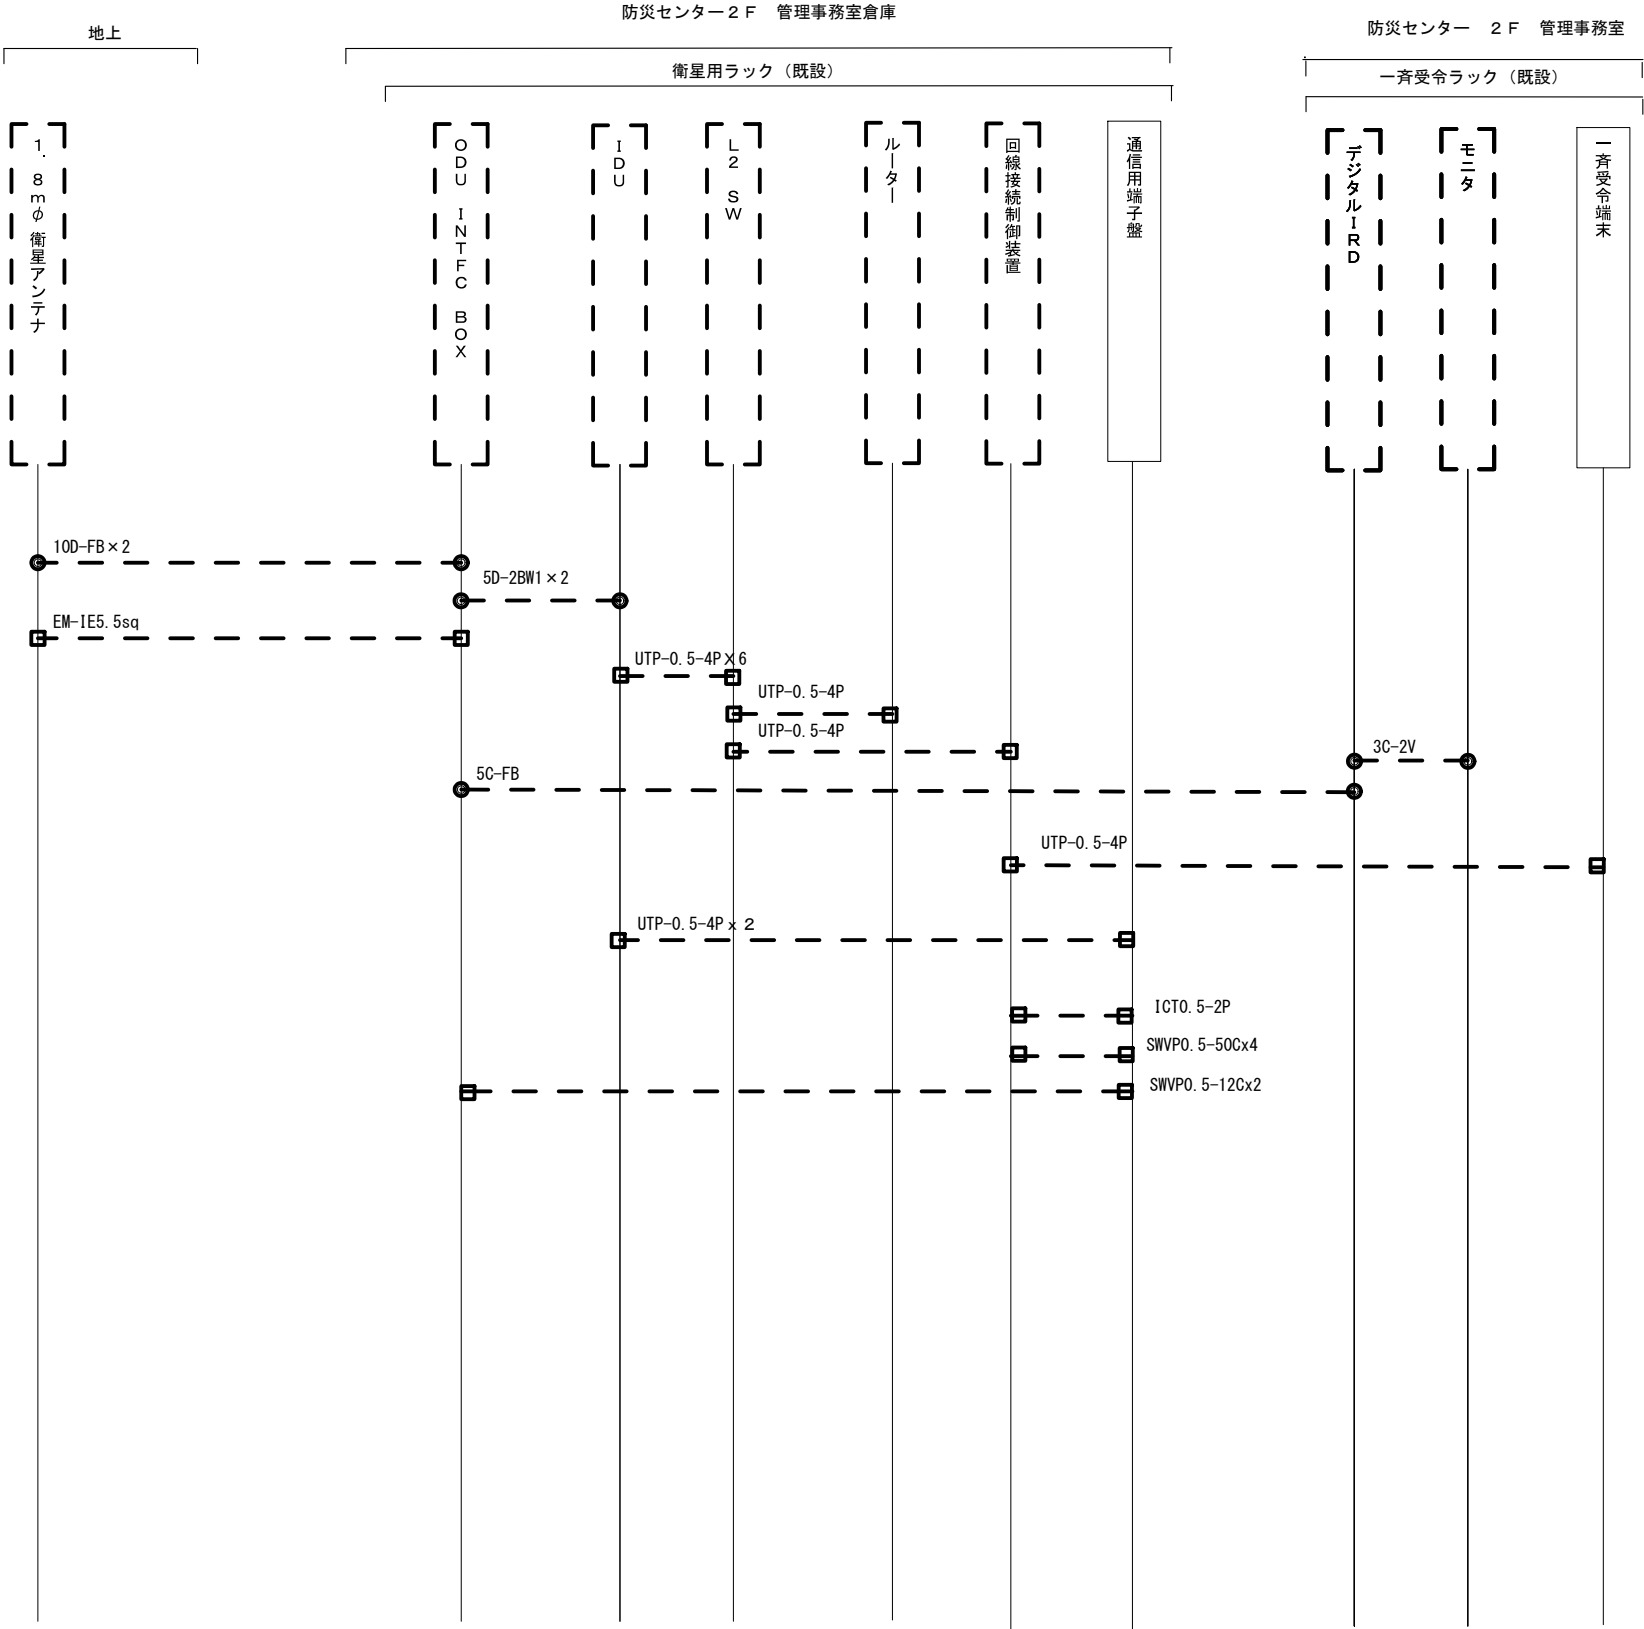 防災センター２Ｆ　管理事務室倉庫
地上
防災センター　２Ｆ　管理事務室
衛星用ラック（既設）
一斉受令ラック（既設）
１．８ｍφ 衛星アンテナ
ＯＤＵ　ＩＮＴＦＣ　ＢＯＸ
ＩＤＵ
Ｌ２　ＳＷ
ルーター
回線接続制御装置
通信用端子盤
デジタルＩＲＤ
モニタ
一斉受令端末
10D-FB×2
5D-2BW1×2
EM-IE5.5sq
UTP-0.5-4P×6
UTP-0.5-4P
UTP-0.5-4P
3C-2V
5C-FB
UTP-0.5-4P
UTP-0.5-4P x 2
ICT0.5-2P
SWVP0.5-50Cx4
SWVP0.5-12Cx2